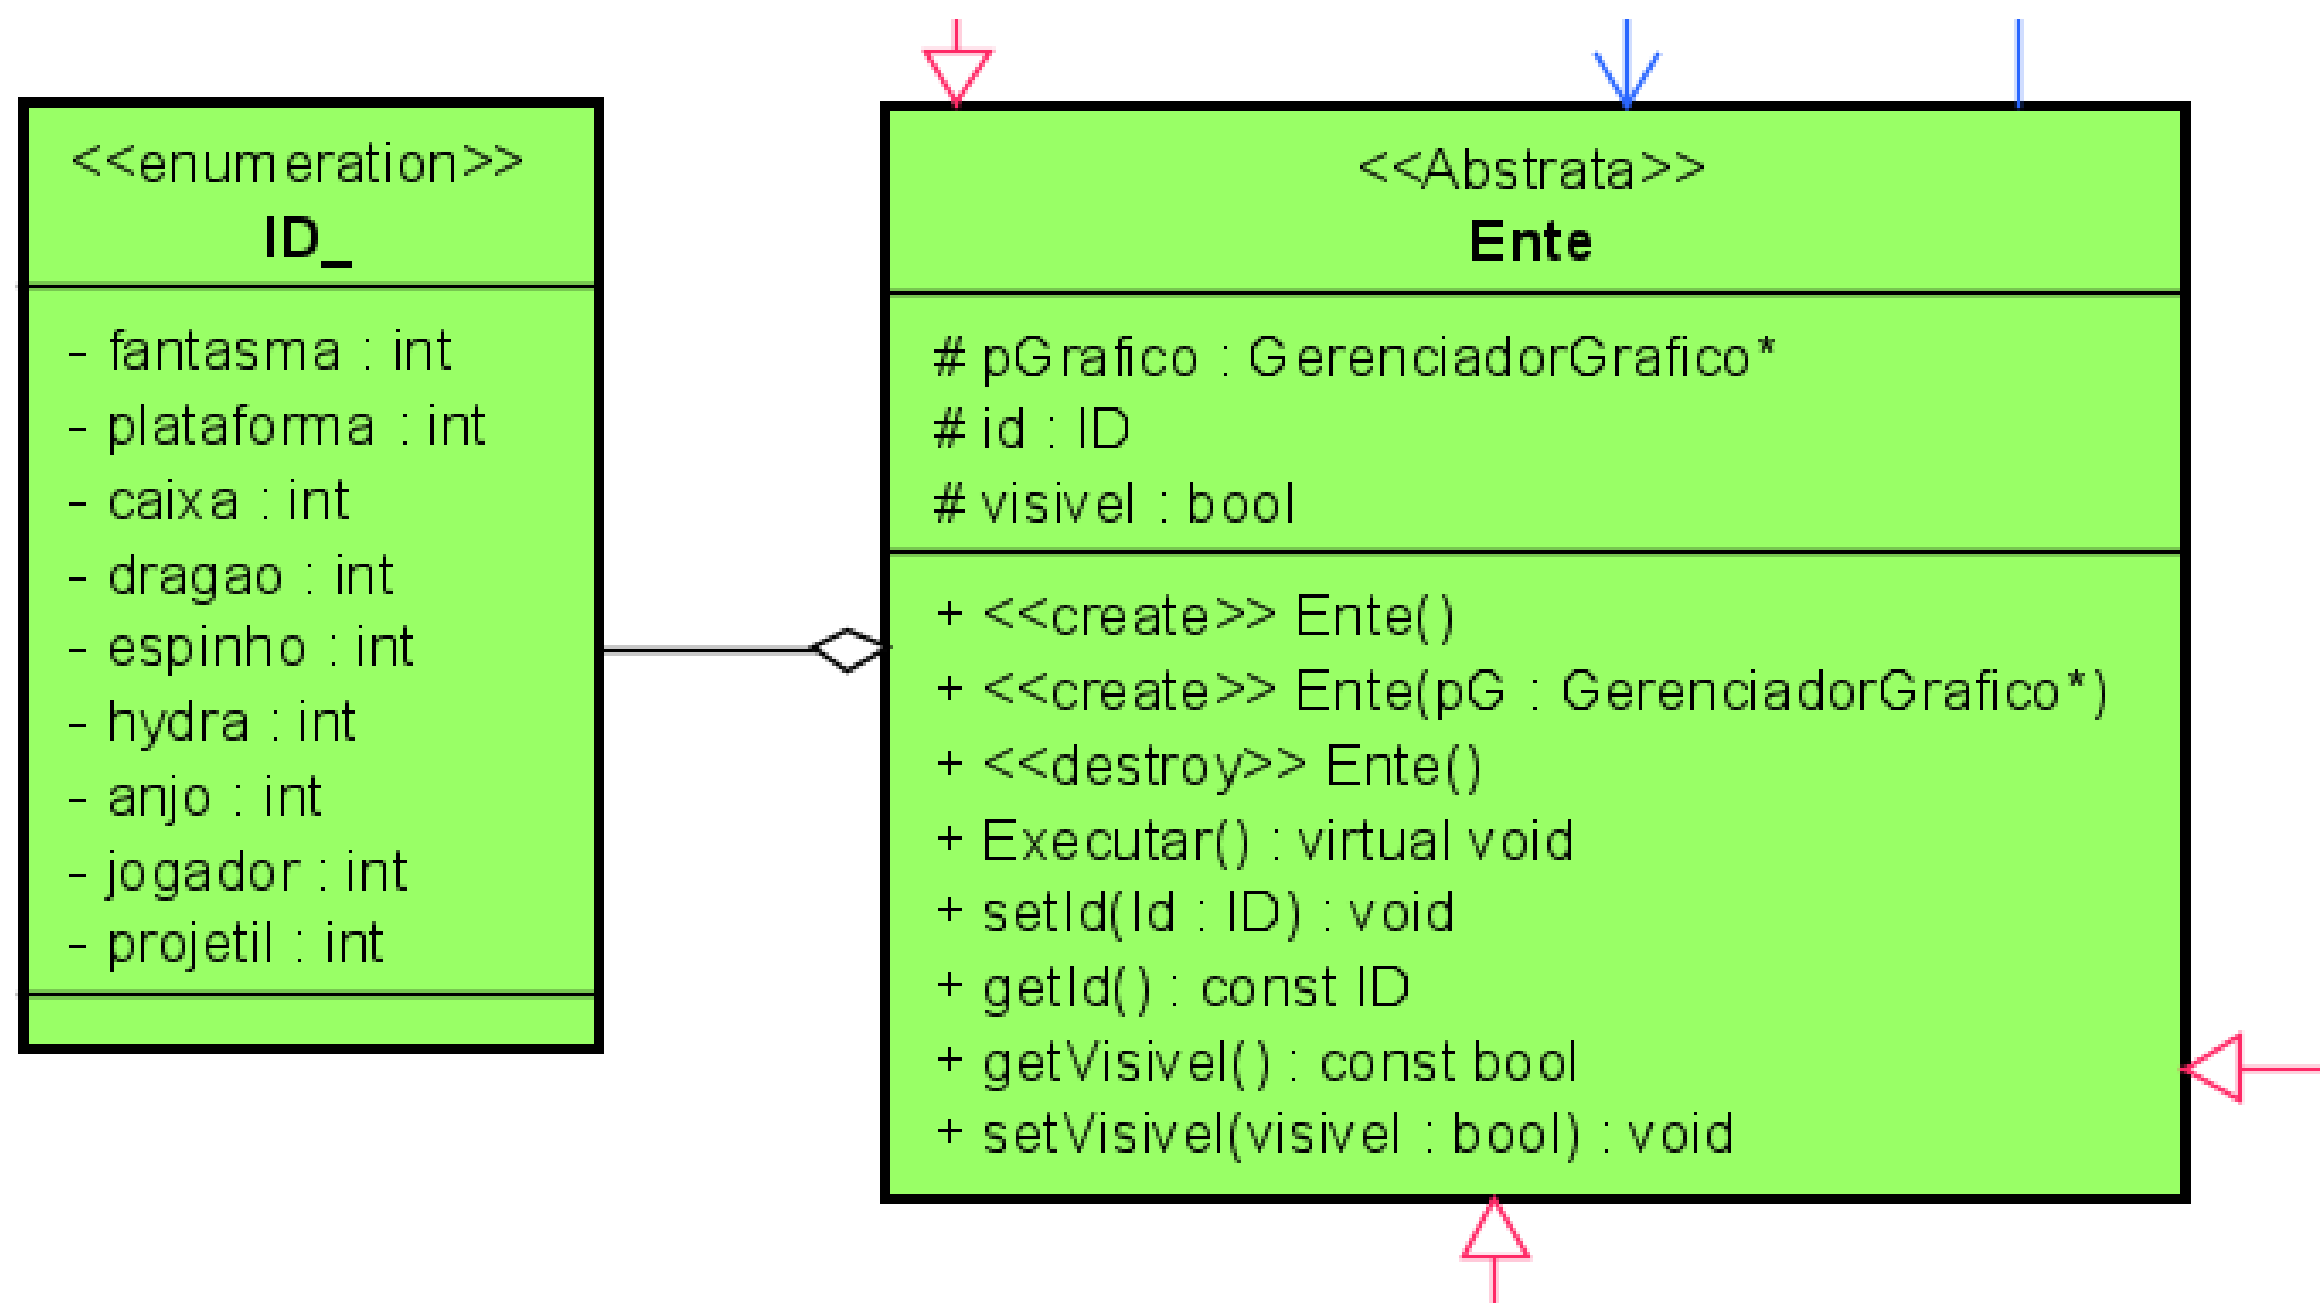 <<enumeration>>
ID_
- fantasma : int
- plataforma : int
- caixa : int
- dragao : int
- espinho : int
- hydra : int
- anjo : int
- jogador : int
- projetil : int
<<Abstrata>>
Ente
# pGrafico : GerenciadorGrafico*
# id : ID
# visivel : bool
+ <<create>> Ente()
+ <<create>> Ente(pG : GerenciadorGrafico*)
+ <<destroy>> Ente()
+ Executar() : virtual void
+ setId(Id : ID) : void
+ getId() : const ID
+ getVisivel() : const bool
+ setVisivel(visivel : bool) : void